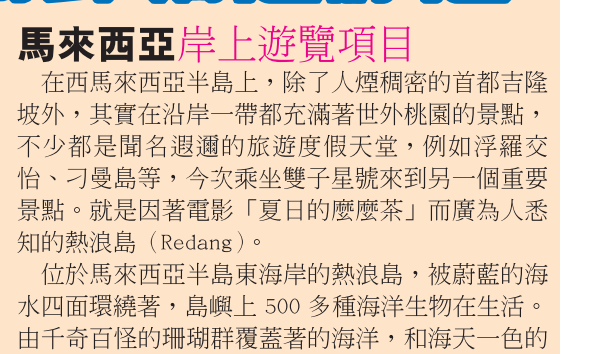 馬來西亞岸上遊覽項目
在西馬來西亞半島上，除了人煙稠密的首都吉隆
坡外，其實在沿岸一帶都充滿著世外桃園的景點，
不少都是聞名遐邇的旅遊度假天堂，例如浮羅交
怡、刁曼島等，今次乘坐雙子星號來到另一個重要
景點。就是因著電影「夏日的麼麼茶」而廣為人悉
知的熱浪島（Redang）。
位於馬來西亞半島東海岸的熱浪島，被蔚藍的海
水四面環繞著，島嶼上 500 多種海洋生物在生活。
由千奇百怪的珊瑚群覆蓋著的海洋，和海天一色的